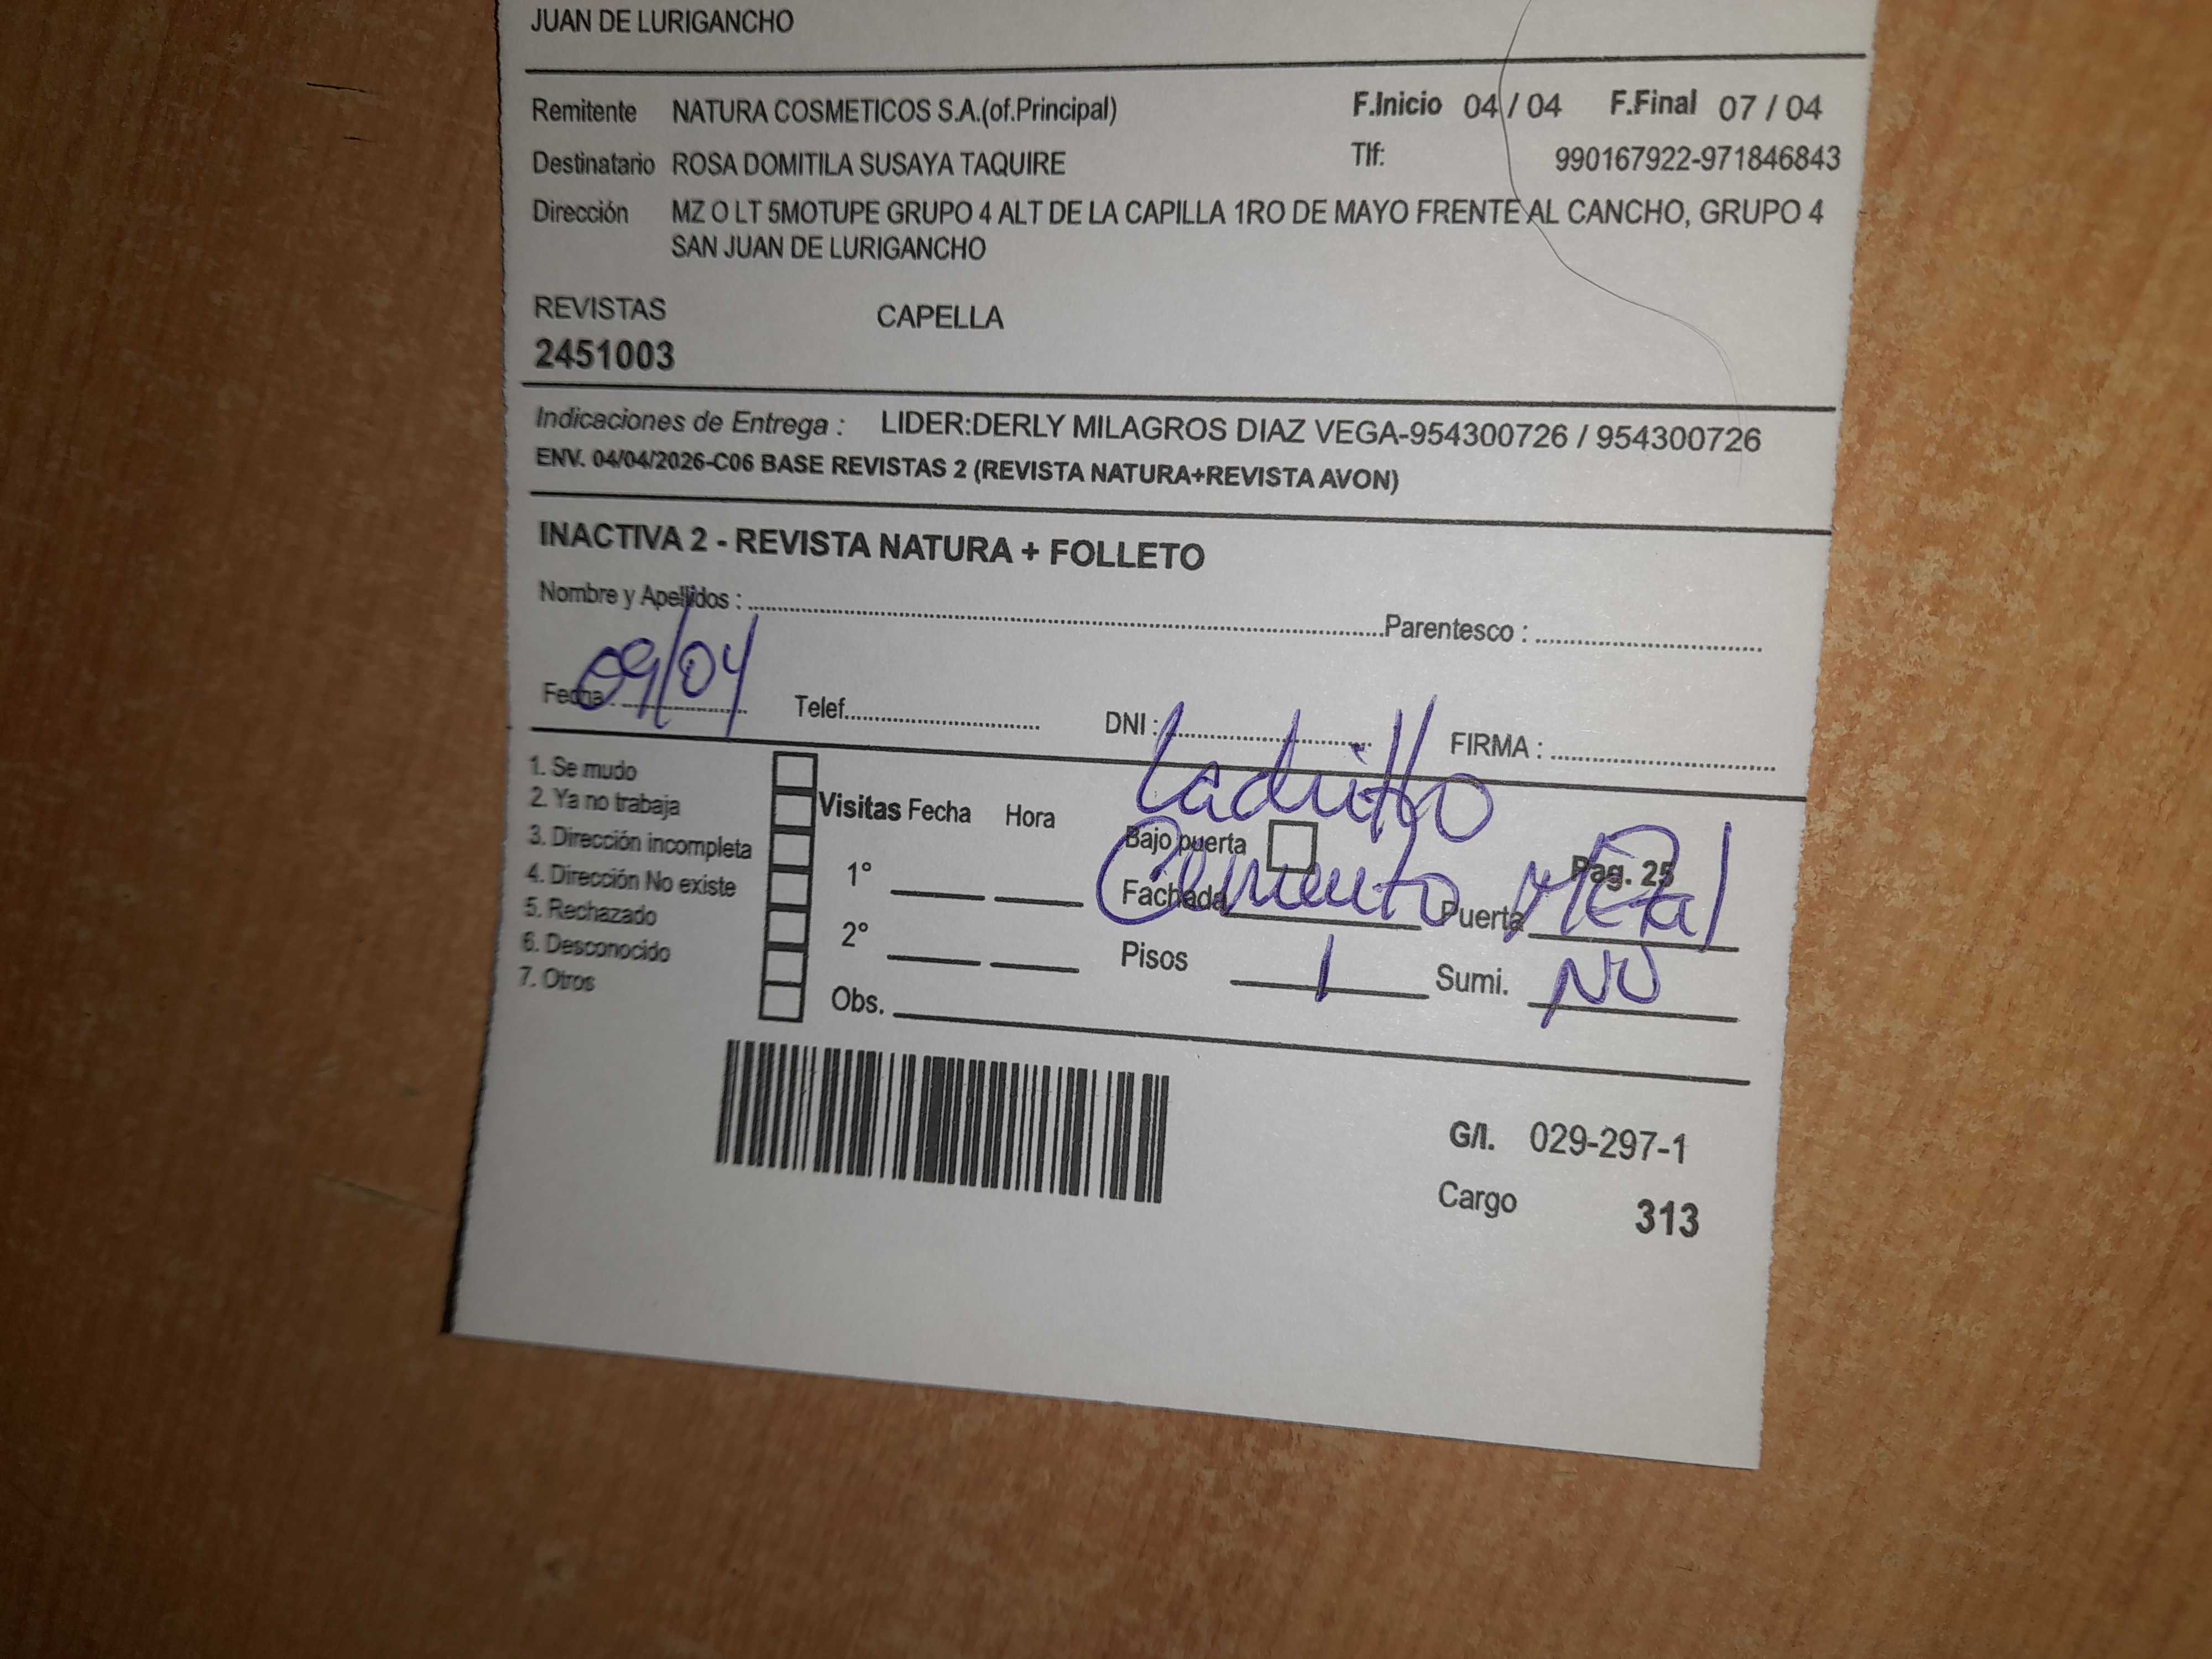 JUAN DE LURIGANCHO
Remitente NATURA COSMETICOS S.A.(of.Principal) F.Inicio 04 / 04 F.Final 07 / 04
Destinatario ROSA DOMITILA SUSAYA TAQUIRE Tlf: 990167922-971846843
Dirección MZ O LT 5MOTUPE GRUPO 4 ALT DE LA CAPILLA 1RO DE MAYO FRENTE AL CANCHO, GRUPO 4
SAN JUAN DE LURIGANCHO
REVISTAS CAPELLA
2451003
Indicaciones de Entrega : LIDER:DERLY MILAGROS DIAZ VEGA-954300726 / 954300726
ENV. 04/04/2026-C06 BASE REVISTAS 2 (REVISTA NATURA+REVISTA AVON)
INACTIVA 2 - REVISTA NATURA + FOLLETO
Nombre y Apellidos : Parentesco :
Fecha : 09/04 Telef. DNI : FIRMA :
Ladrillo
1. Se mudo
2. Ya no trabaja
3. Dirección incompleta
4. Dirección No existe
5. Rechazado
6. Desconocido
7. Otros
Visitas Fecha Hora
1°
2°
Obs.
Bajo puerta Pag. 25
Fachada Cemento Puerta Metal
Pisos 1 Sumi. NO
G/I. 029-297-1
Cargo 313